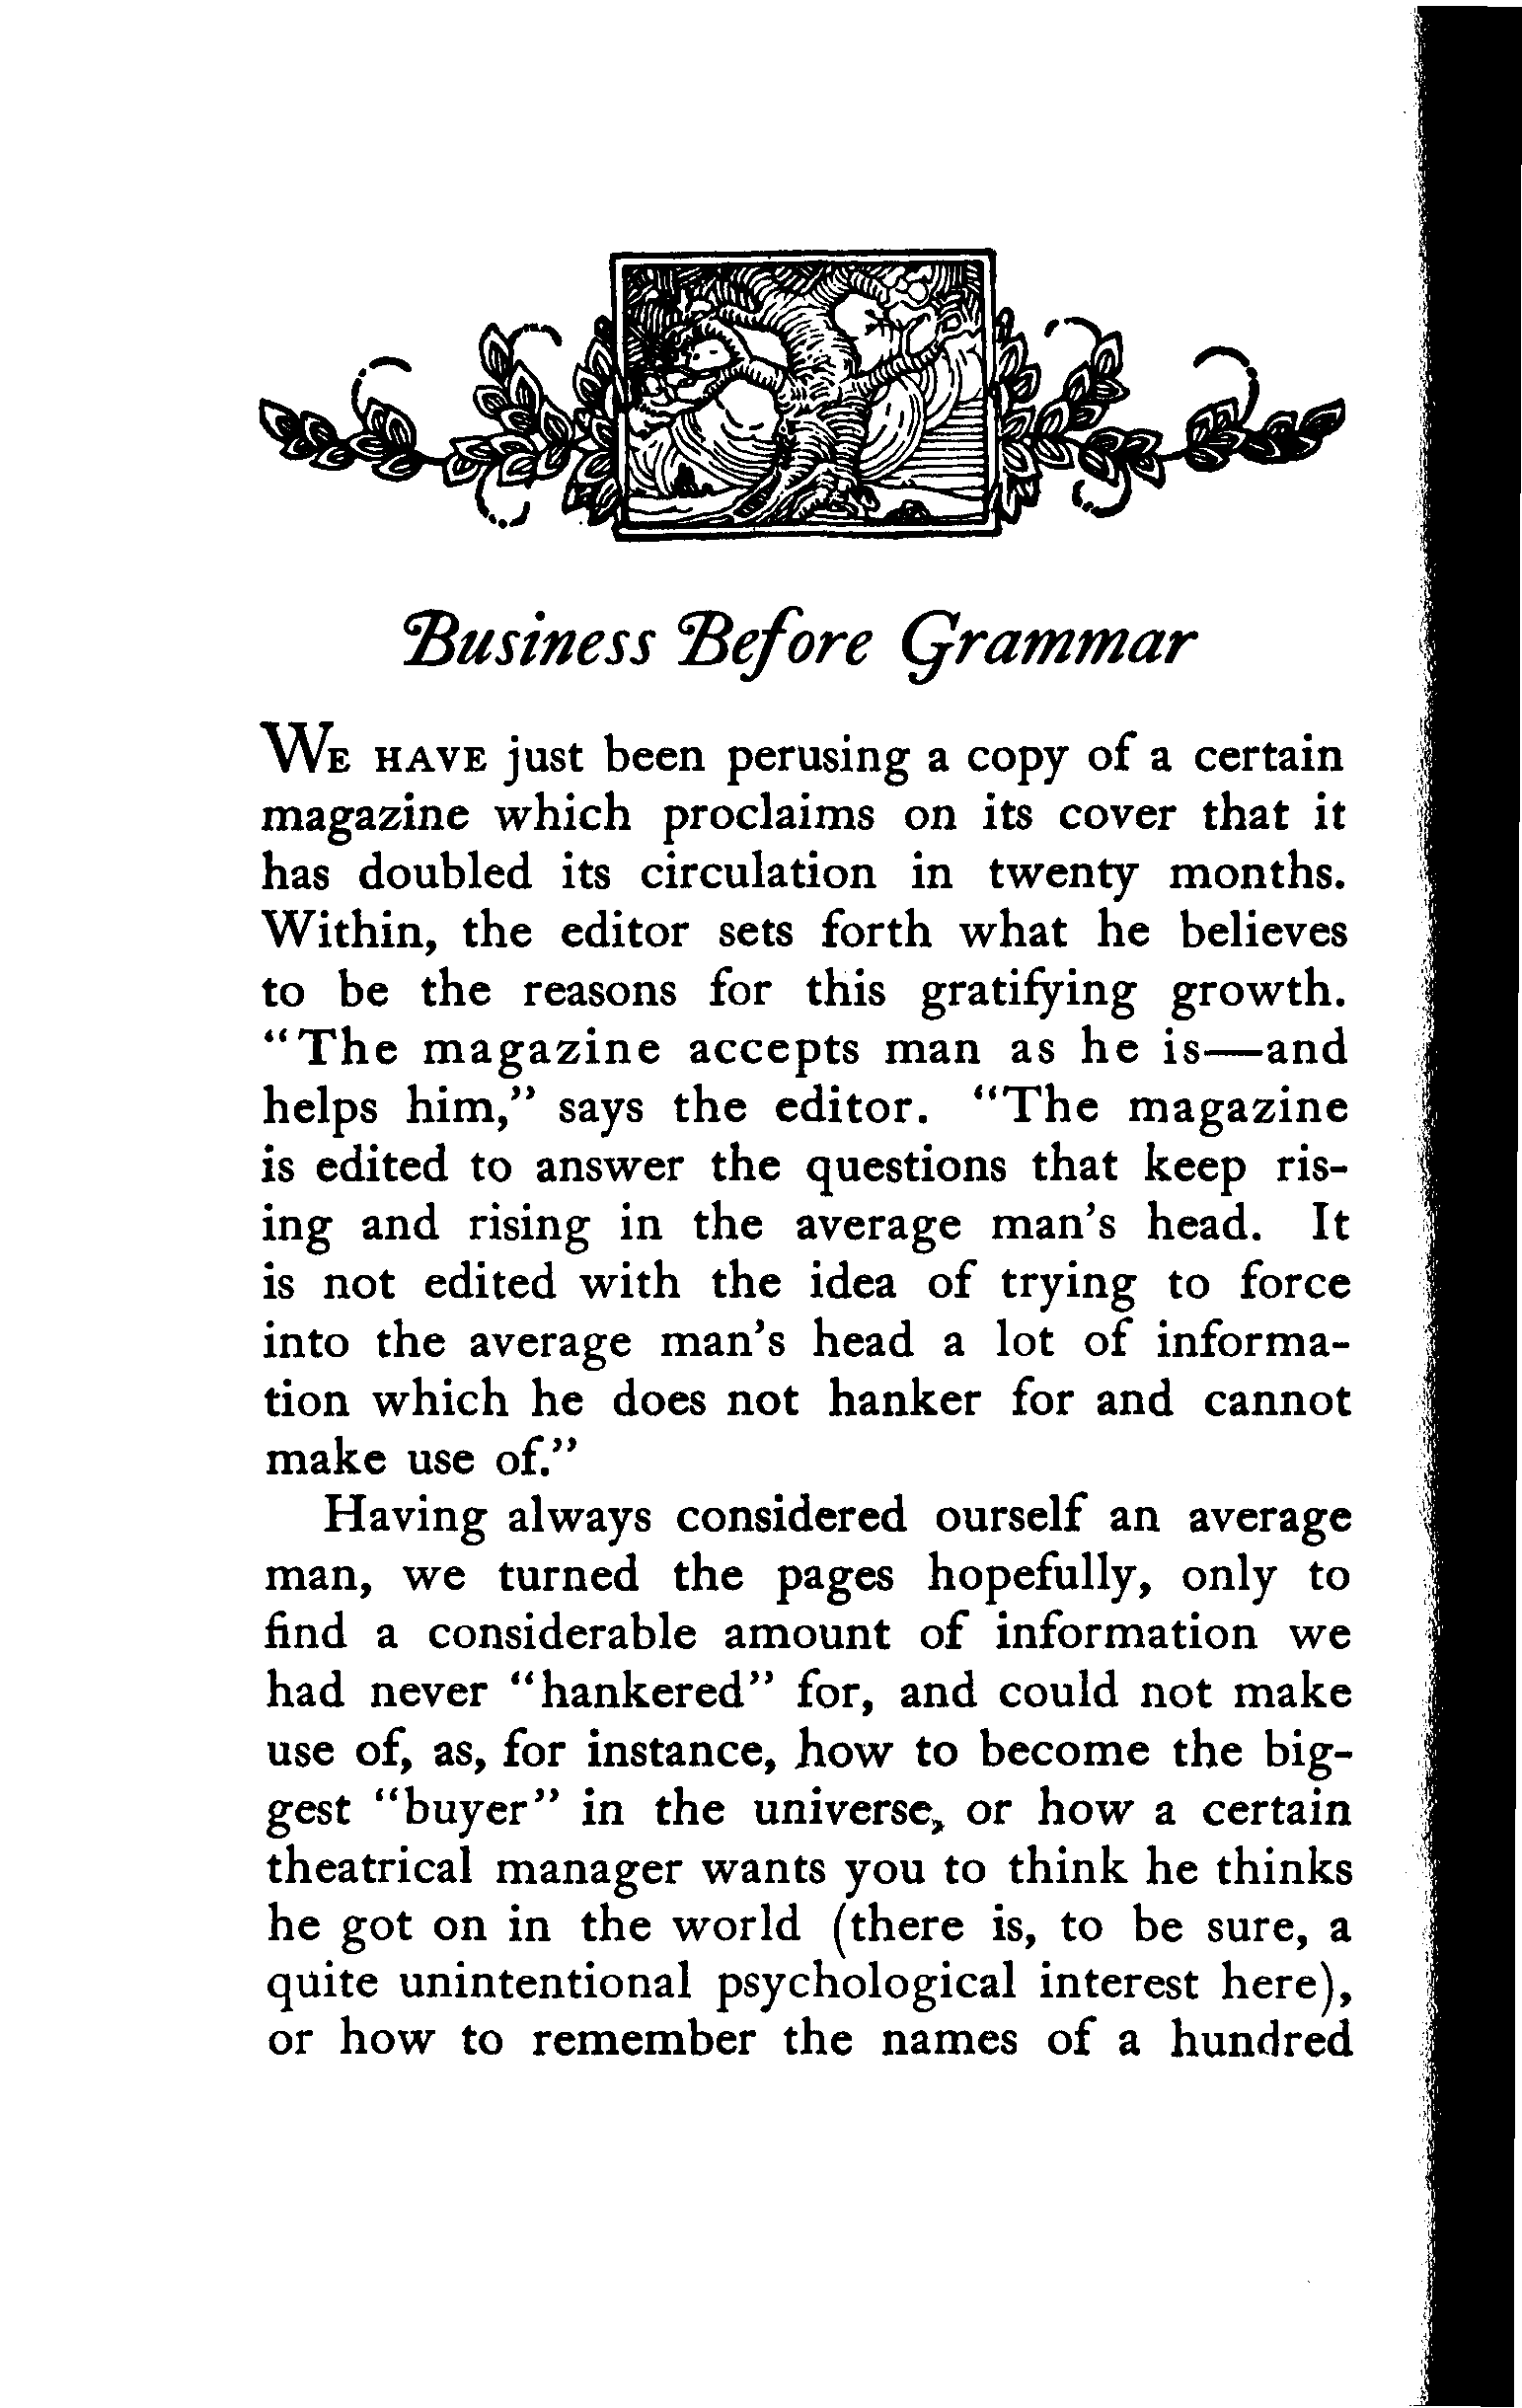 Business Before Grammar
WE HAVE just been perusing a copy of a certain
magazine which proclaims on its cover that it
has doubled its circulation in twenty months.
Within, the editor sets forth what he believes
to be the reasons for this gratifying growth.
"The magazine accepts man as he is—and
helps him," says the editor. "The magazine
is edited to answer the questions that keep ris-
ing and rising in the average man's head. It
is not edited with the idea of trying to force
into the average man's head a lot of informa-
tion which he does not hanker for and cannot
make use of."
Having always considered ourself an average
man, we turned the pages hopefully, only to
find a considerable amount of information we
had never "hankered" for, and could not make
use of, as, for instance, how to become the big-
gest "buyer" in the universe, or how a certain
theatrical manager wants you to think he thinks
he got on in the world (there is, to be sure, a
quite unintentional psychological interest here),
or how to remember the names of a hundred